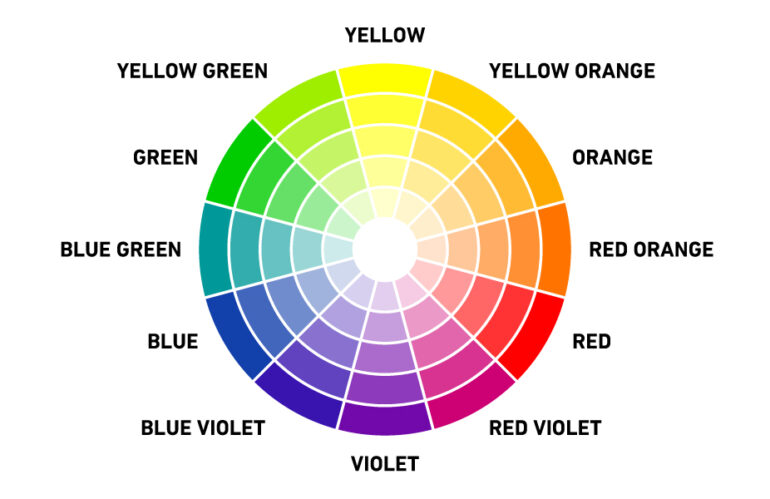 YELLOW
YELLOW GREEN
YELLOW ORANGE
GREEN
ORANGE
BLUE GREEN
RED ORANGE
BLUE
RED
BLUE VIOLET
RED VIOLET
VIOLET